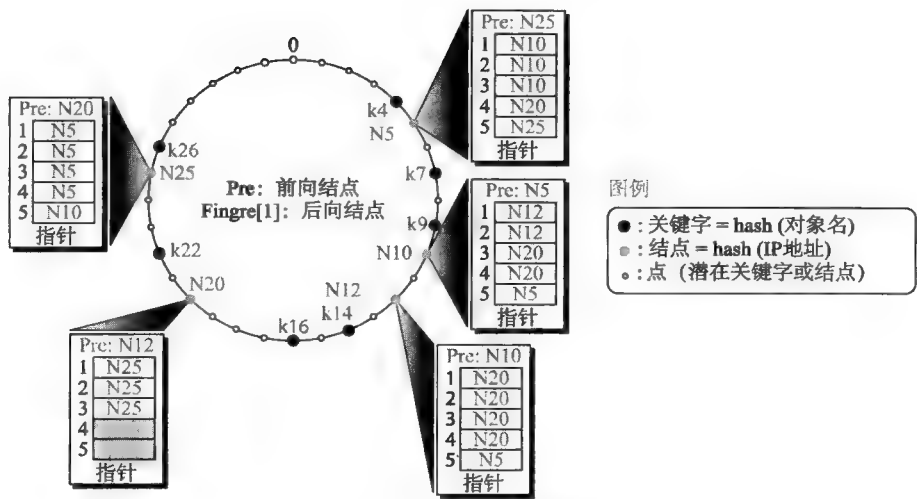 0
Pre: N25
1 N10
2 N10
3 N10
4 N20
5 N25
指针
k4
N5
Pre: N20
1 N5
2 N5
3 N5
4 N5
5 N10
指针
k26
N25
k7
Pre: 前向结点
Fingre[1]: 后向结点
Pre: N5
1 N12
2 N12
3 N20
4 N20
5 N5
指针
k9
N10
k22
N20
N12
k14
k16
图例
: 关键字 = hash (对象名)
: 结点 = hash (IP地址)
: 点 (潜在关键字或结点)
Pre: N12
1 N25
2 N25
3 N25
4
5
指针
Pre: N10
1 N20
2 N20
3 N20
4 N20
5 N5
指针